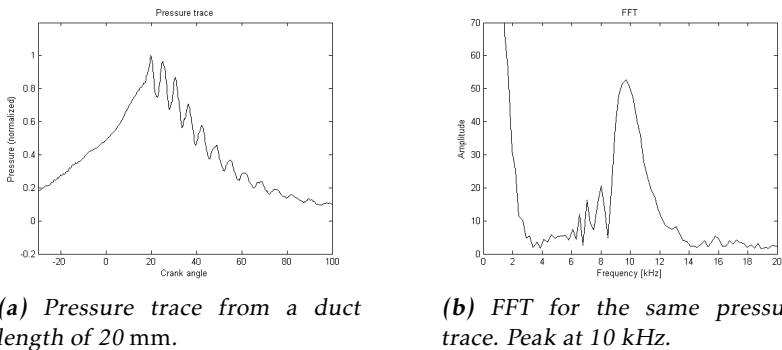 Pressure trace
1
0.8
0.6
0.4
0.2
0
-0.2
Pressure (normalized)
-20 0 20 40 60 80 100
Crank angle
FFT
70
60
50
40
30
20
10
0
Amplitude
0 2 4 6 8 10 12 14 16 18 20
Frequency [kHz]
(a) Pressure trace from a duct
length of 20 mm.
(b) FFT for the same pressu
trace. Peak at 10 kHz.